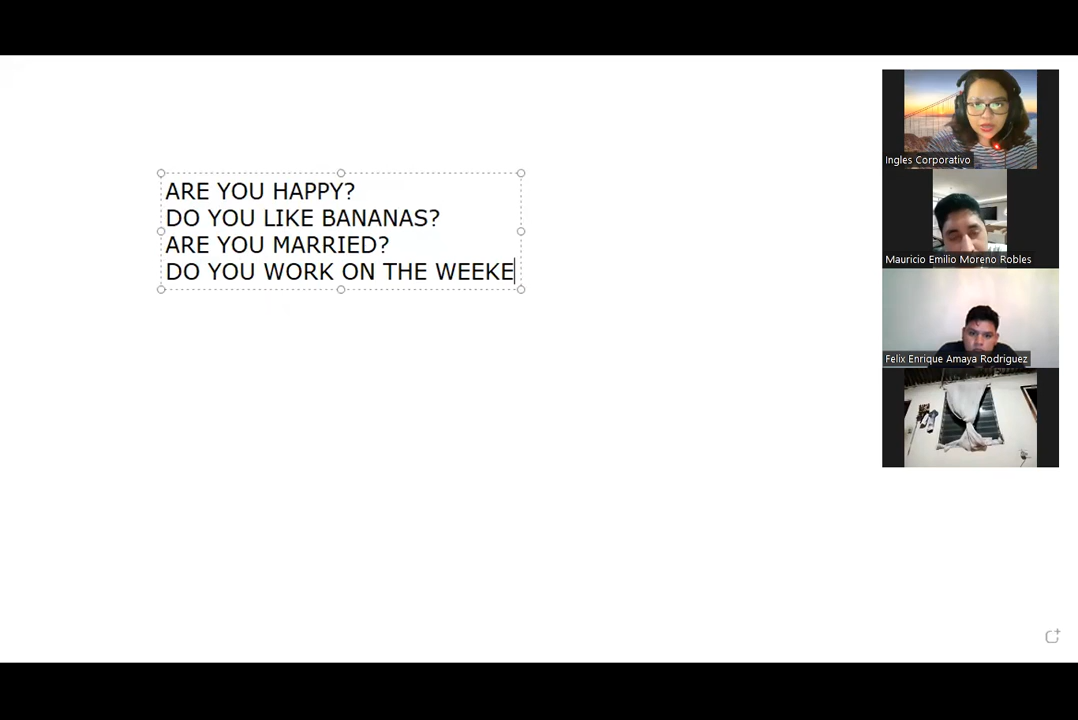 ARE YOU HAPPY?
DO YOU LIKE BANANAS?
ARE YOU MARRIED?
DO YOU WORK ON THE WEEKE
Ingles Corporativo
Mauricio Emilio Moreno Robles
Felix Enrique Amaya Rodriguez